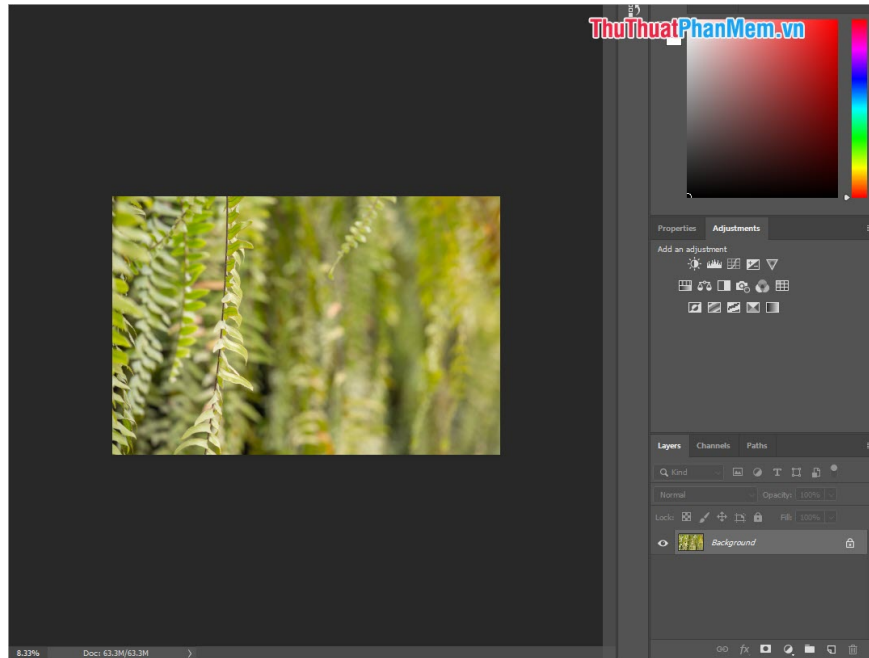 ThuThuatPhanMem.vn
Properties
Adjustments
Add an adjustment
Layers
Channels
Paths
Kind
Normal
Opacity: 100%
Lock:
Fill: 100%
Background
fx
8.33%
Doc: 63.3M/63.3M